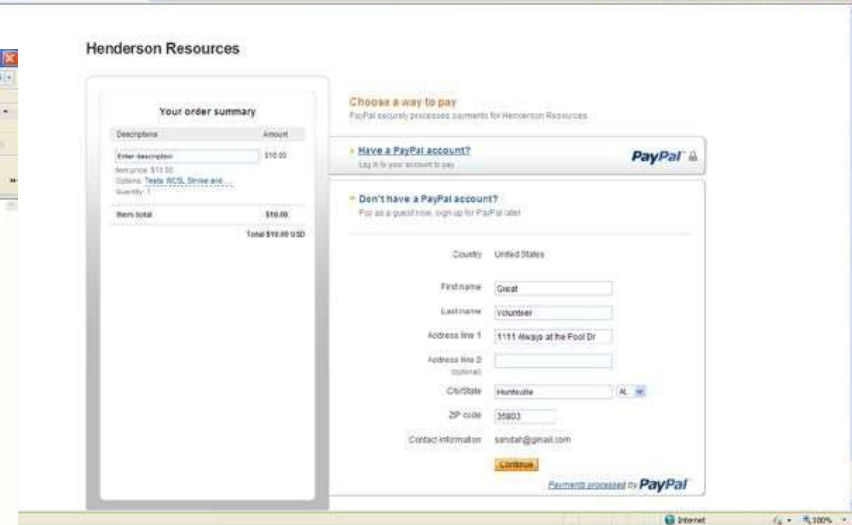 Henderson Resources
Your order summary
Descriptions Amount
Enter description $10.00
Item price: $10.00
Options: Tests: NCSL, Stroke and ...
Quantity: 1
Item total $10.00
Total $10.00 USD
Choose a way to pay
PayPal securely processes payments for Henderson Resources.
Have a PayPal account?
Log in to your account to pay
PayPal
Don't have a PayPal account?
Pay as a guest now, sign up for PayPal later
Country United States
First name Great
Last name Volunteer
Address line 1 1111 Always at the Pool Dr
Address line 2
(optional)
City/State Huntsville AL
ZIP code 35803
Contact information sandah@gmail.com
Continue
Payments processed by PayPal
Internet 100%